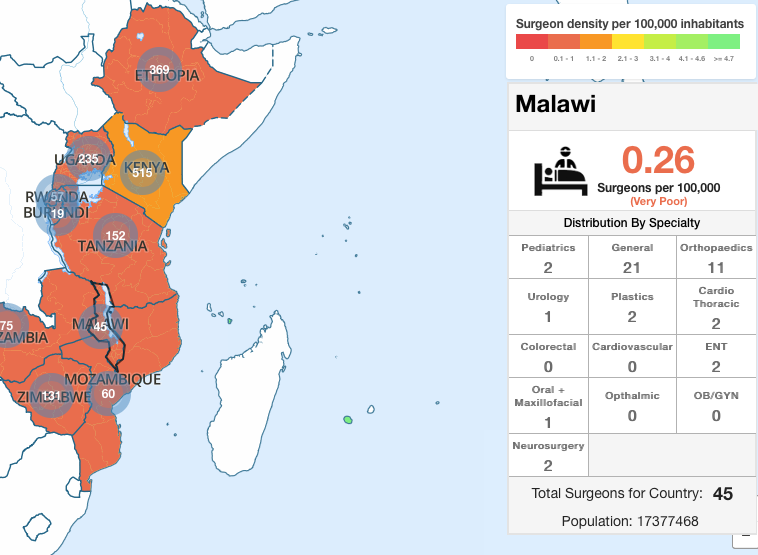 Surgeon density per 100,000 inhabitants
0 0.1 - 1 1.1 - 2 2.1 - 3 3.1 - 4 4.1 - 4.6 >= 4.7
ETHIOPIA
369
UGANDA
235
KENYA
515
RWANDA
BURUNDI
19
152
TANZANIA
75
ZAMBIA
MALAWI
45
MOZAMBIQUE
60
ZIMBABWE
131
Malawi
0.26
Surgeons per 100,000
(Very Poor)
Distribution By Specialty
Pediatrics General Orthopaedics
2 21 11
Urology Plastics Cardio
Thoracic
1 2 2
Colorectal Cardiovascular ENT
0 0 2
Oral +
Maxillofacial Opthalmic OB/GYN
1 0 0
Neurosurgery
2
Total Surgeons for Country: 45
Population: 17377468